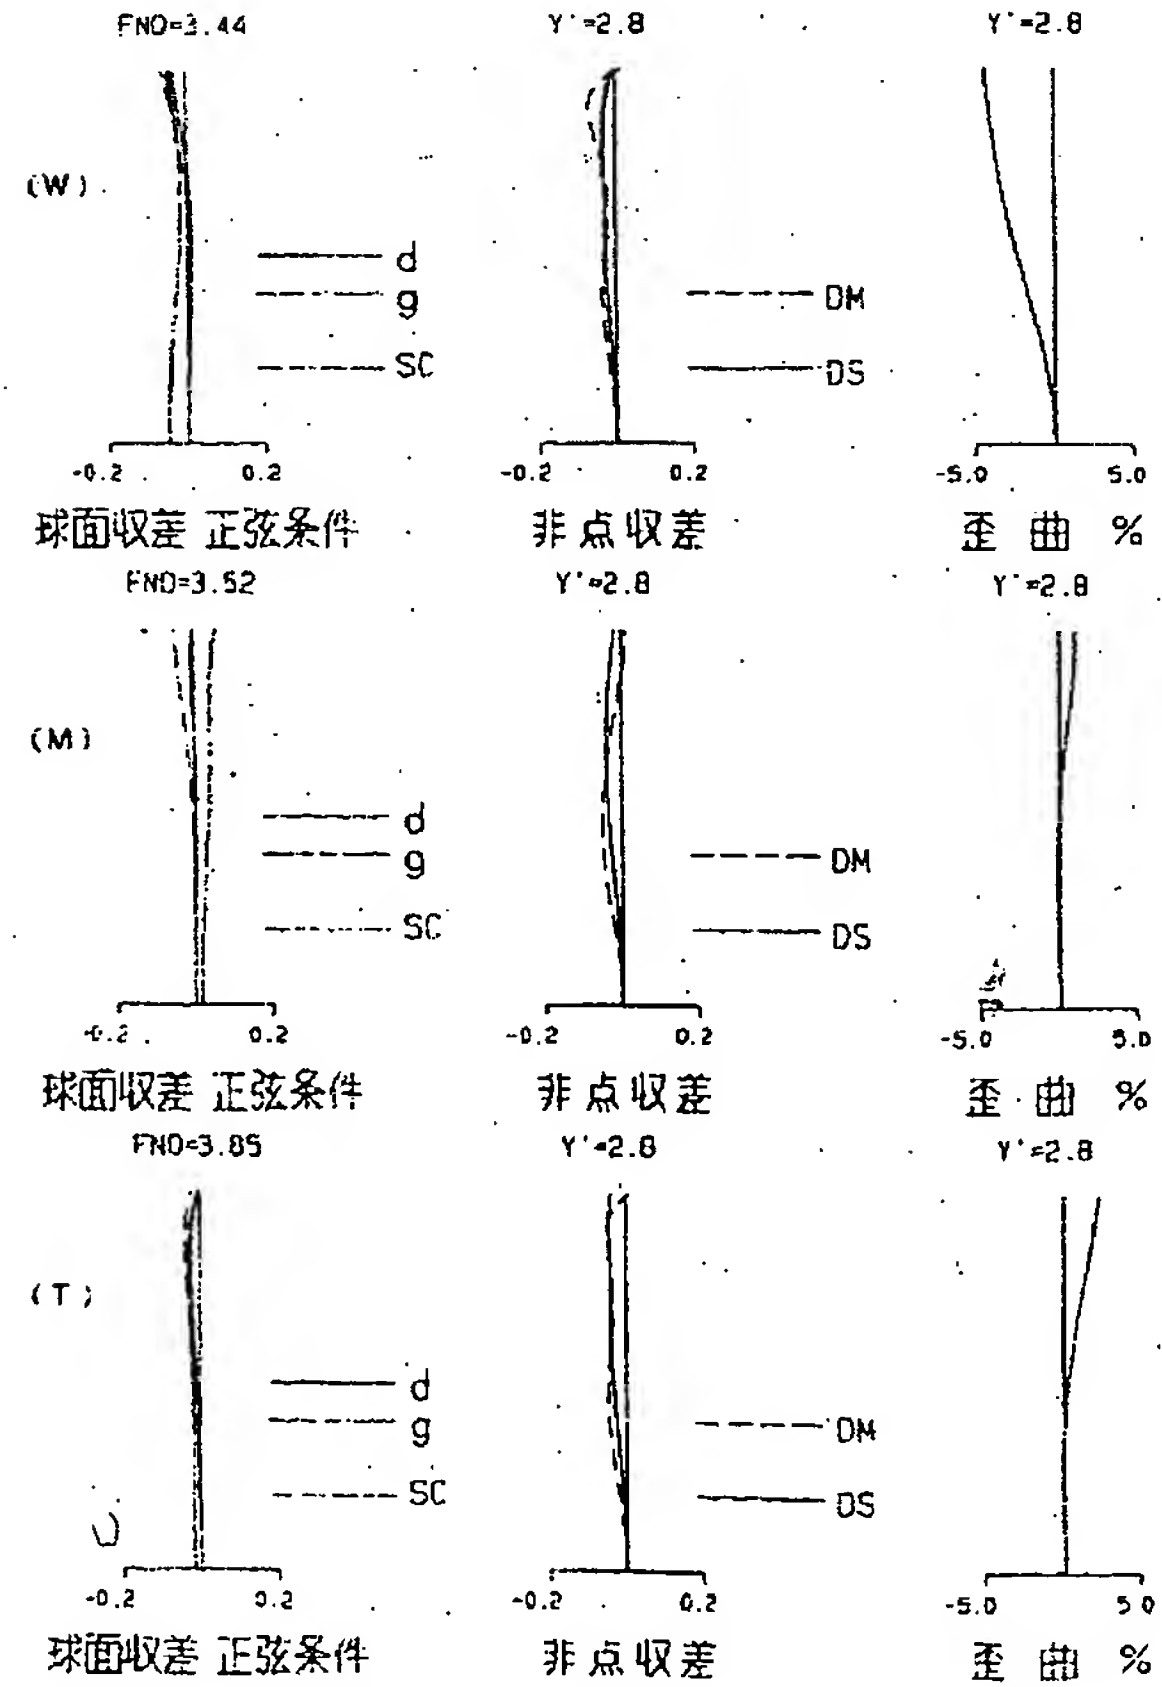 FNO=3.44 Y'=2.8 Y'=2.8
(W)
d
g
DM
SC
DS
-0.2 0.2 -0.2 0.2 -5.0 5.0
球面収差 正弦条件 非点収差 歪曲 %
FNO=3.52 Y'=2.8 Y'=2.8
(M)
d
g
DM
SC
DS
-0.2 0.2 -0.2 0.2 -5.0 5.0
球面収差 正弦条件 非点収差 歪曲 %
FNO=3.85 Y'=2.8 Y'=2.8
(T)
d
g
DM
SC
DS
-0.2 0.2 -0.2 0.2 -5.0 5.0
球面収差 正弦条件 非点収差 歪曲 %